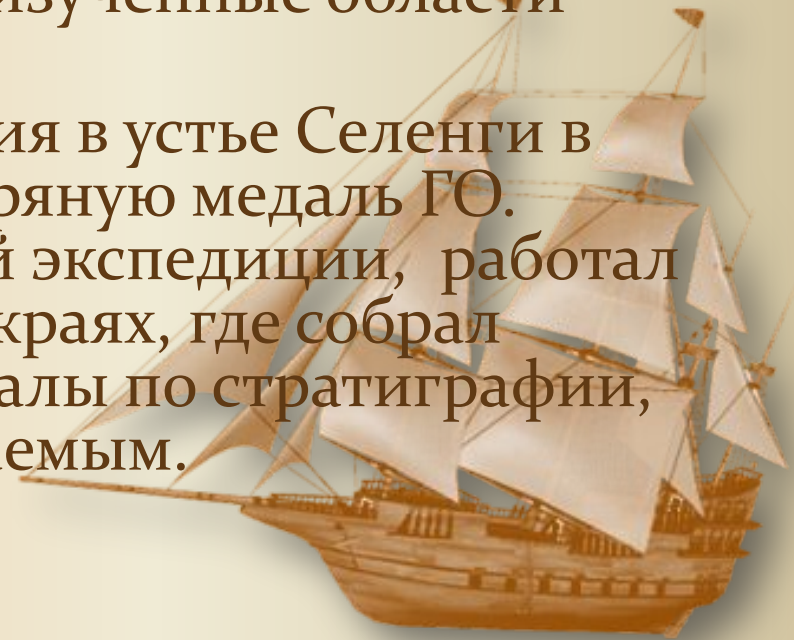 изученные области
ия в устье Селенги в
ряную медаль ГО.
й экспедиции, работал
краях, где собрал
алы по стратиграфии,
емым.